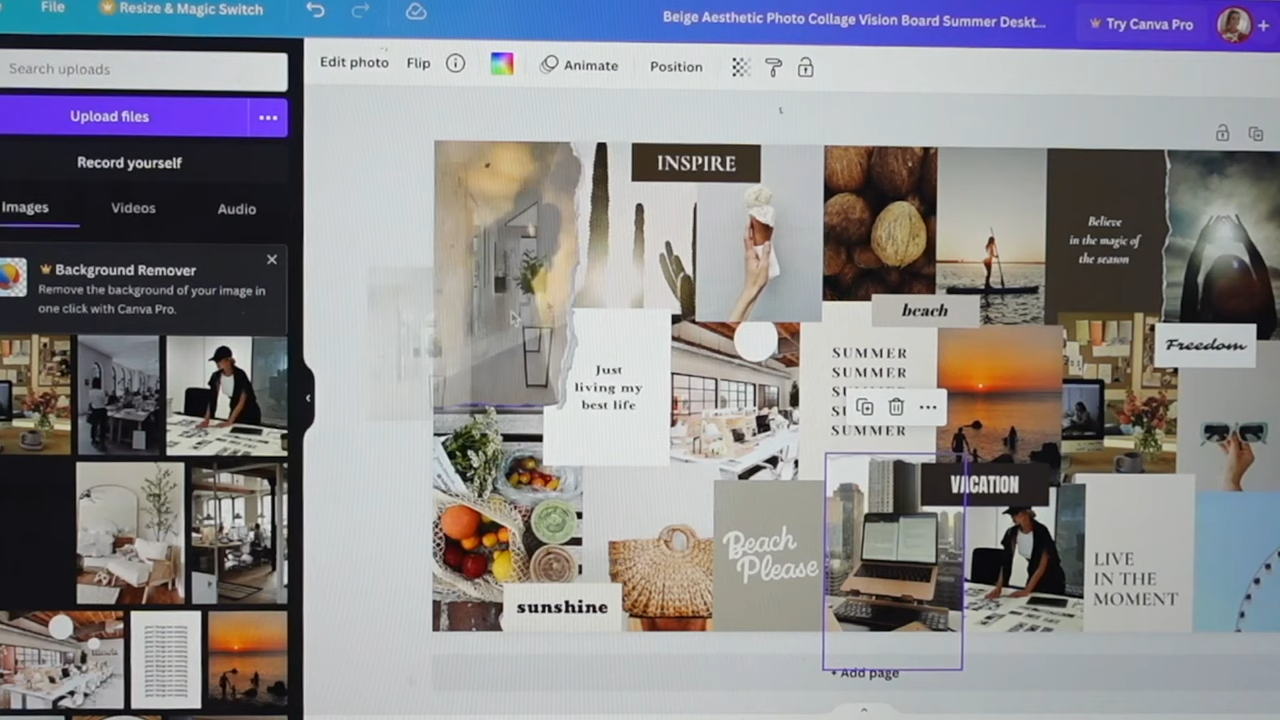 File
Resize & Magic Switch
Beige Aesthetic Photo Collage Vision Board Summer Deskt...
Try Canva Pro
Search uploads
Edit photo
Flip
Animate
Position
Upload files
Record yourself
Images
Videos
Audio
Background Remover
Remove the background of your image in
one click with Canva Pro.
INSPIRE
Believe
in the magic of
the season
beach
Freedom
Just
living my
best life
SUMMER
SUMMER
SUMMER
VACATION
Beach
Please
LIVE
IN THE
MOMENT
sunshine
+ Add page